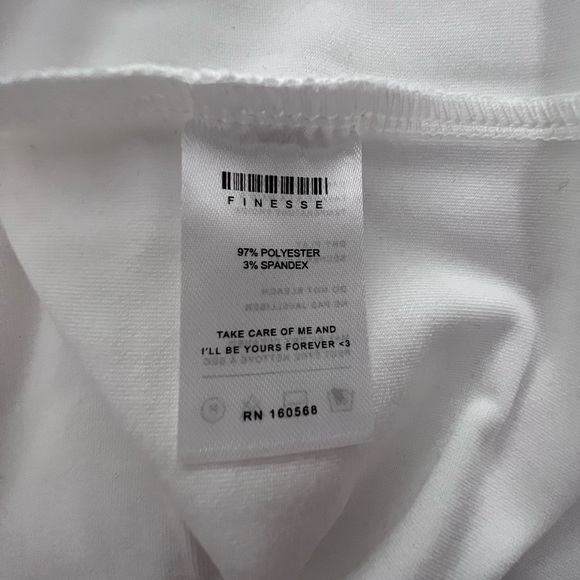 FINESSE
97% POLYESTER
3% SPANDEX
TAKE CARE OF ME AND
I'LL BE YOURS FOREVER <3
RN 160568